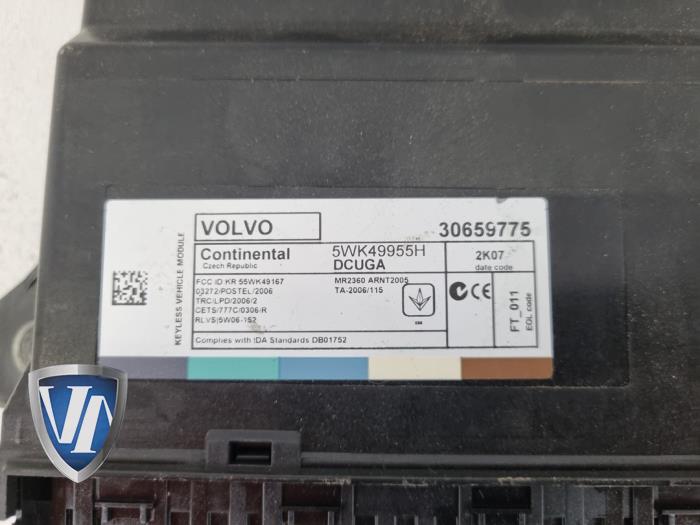 VOLVO 30659775
KEYLESS VEHICLE MODULE
Continental 5WK49955H 2K07
Czech Republic DCUGA date code
FCC ID: KR 55WK49167 MR2360 ARNT2005
03272/POSTEL/2006 TA-2006/115
TRC/LPD/2006/2
CETS/777C/0306/R
RLVS|5W06-152
CE
FT_011
EOL code
Complies with IDA Standards DB01752
VI